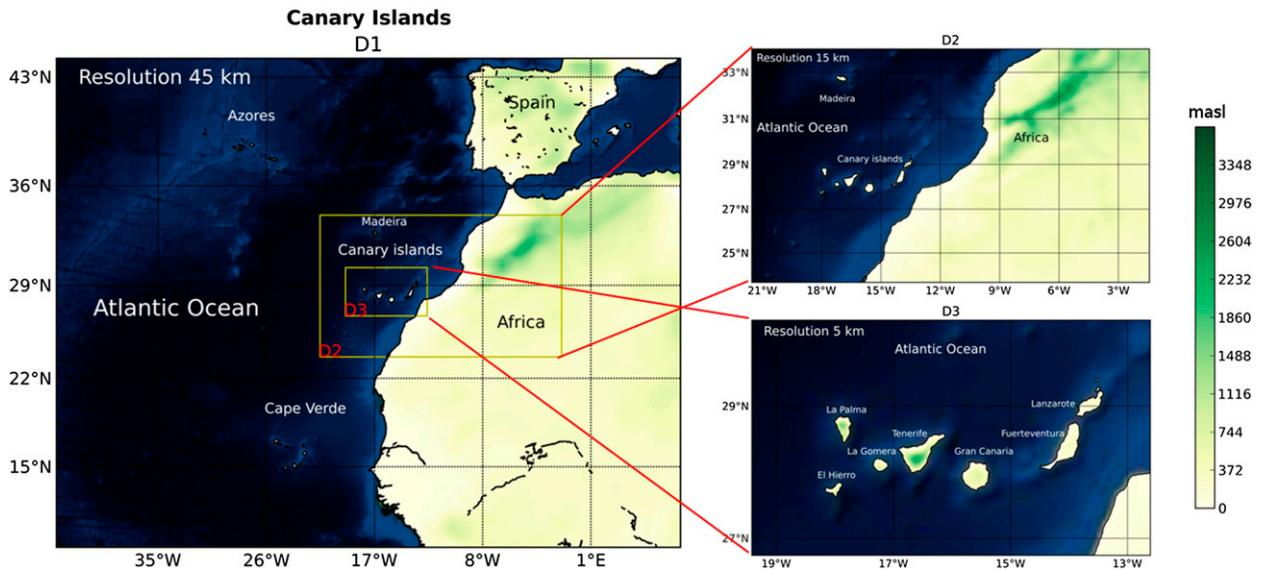 Canary Islands
D1
Resolution 45 km
Azores
Spain
Madeira
Canary islands
D3
D2
Atlantic Ocean
Africa
Cape Verde
43°N
36°N
29°N
22°N
15°N
35°W
26°W
17°W
8°W
1°E
D2
Resolution 15 km
Madeira
Atlantic Ocean
Canary islands
Africa
33°N
31°N
29°N
27°N
25°N
21°W
18°W
15°W
12°W
9°W
6°W
3°W
D3
Resolution 5 km
Atlantic Ocean
La Palma
Lanzarote
Tenerife
Fuerteventura
La Gomera
Gran Canaria
El Hierro
29°N
27°N
19°W
17°W
15°W
13°W
masl
3348
2976
2604
2232
1860
1488
1116
744
372
0